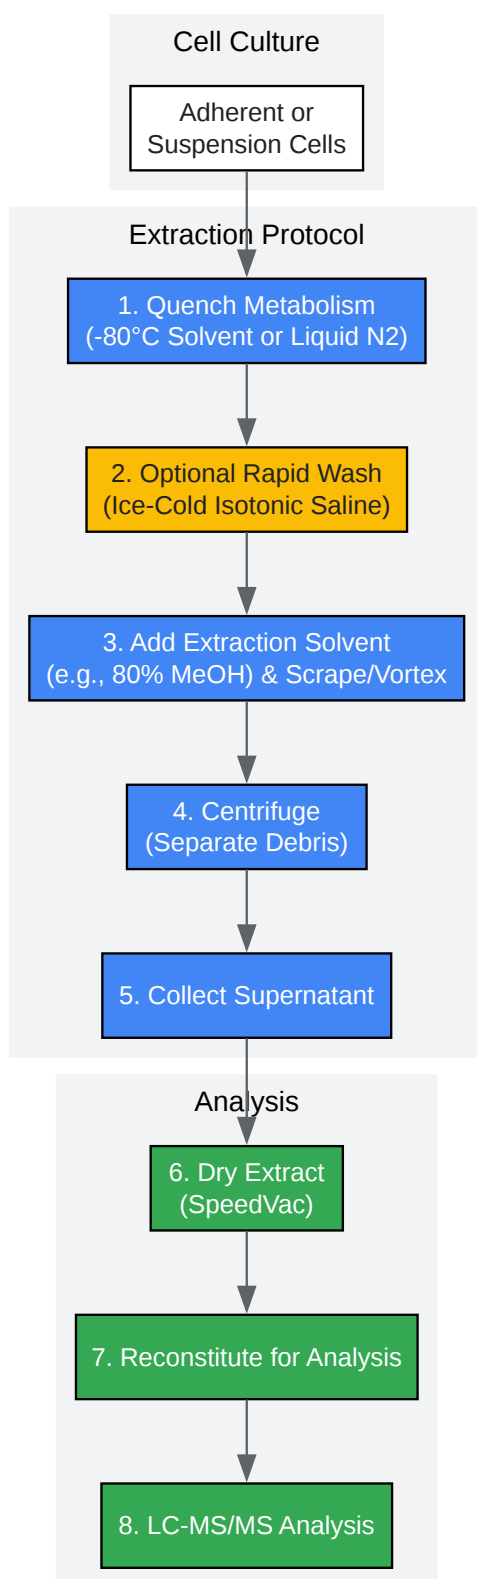 Cell Culture
Adherent or
Suspension Cells
Extraction Protocol
1. Quench Metabolism
(-80°C Solvent or Liquid N2)
2. Optional Rapid Wash
(Ice-Cold Isotonic Saline)
3. Add Extraction Solvent
(e.g., 80% MeOH) & Scrape/Vortex
4. Centrifuge
(Separate Debris)
5. Collect Supernatant
Analysis
6. Dry Extract
(SpeedVac)
7. Reconstitute for Analysis
8. LC-MS/MS Analysis